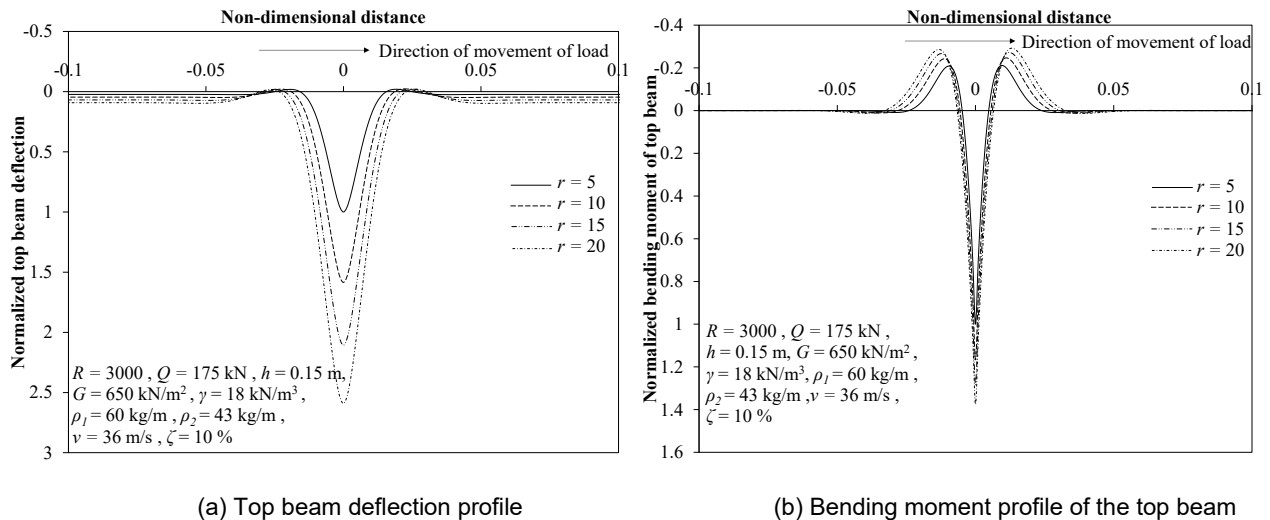 Non-dimensional distance
Direction of movement of load
-0.1 -0.05 0 0.05 0.1
-0.5
0
0.5
1
1.5
2
2.5
3
Normalized top beam deflection
r = 5
r = 10
r = 15
r = 20
R = 3000 , Q = 175 kN , h = 0.15 m,
G = 650 kN/m² , γ = 18 kN/m³ ,
ρ₁ = 60 kg/m , ρ₂ = 43 kg/m ,
v = 36 m/s , ζ = 10 %
(a) Top beam deflection profile
Non-dimensional distance
Direction of movement of load
-0.1 -0.05 0 0.05 0.1
-0.4
-0.2
0
0.2
0.4
0.6
0.8
1
1.2
1.4
1.6
Normalized bending moment of top beam
r = 5
r = 10
r = 15
r = 20
R = 3000 , Q = 175 kN ,
h = 0.15 m, G = 650 kN/m² ,
γ = 18 kN/m³, ρ₁ = 60 kg/m ,
ρ₂ = 43 kg/m ,v = 36 m/s ,
ζ = 10 %
(b) Bending moment profile of the top beam